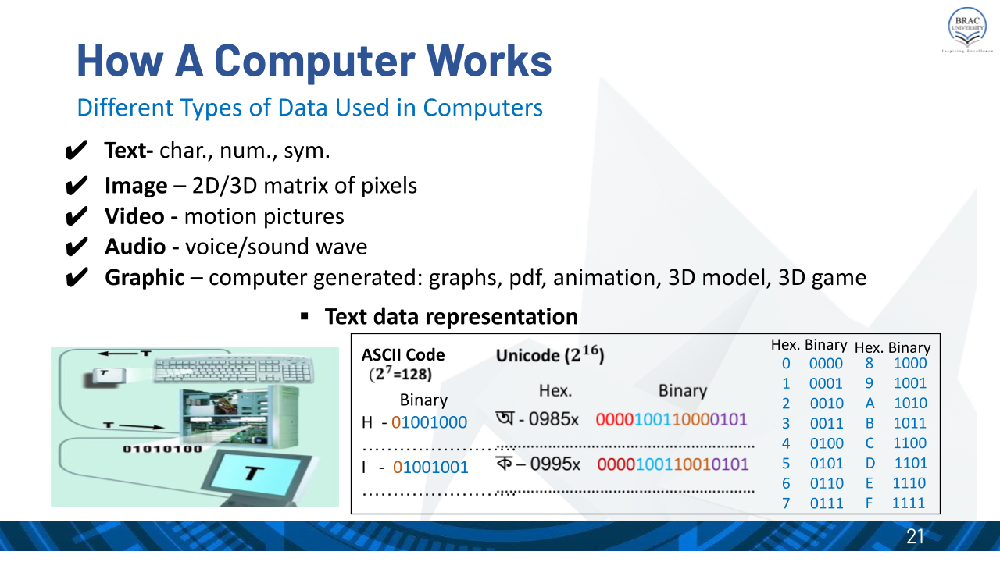 BRAC
UNIVERSITY
Inspiring Excellence
How A Computer Works
Different Types of Data Used in Computers
✔ Text- char., num., sym.
✔ Image – 2D/3D matrix of pixels
✔ Video - motion pictures
✔ Audio - voice/sound wave
✔ Graphic – computer generated: graphs, pdf, animation, 3D model, 3D game
▪ Text data representation
T
T
T
01010100
T
ASCII Code
(2⁷=128)
Binary
H - 01001000
........................
I - 01001001
........................
Unicode (2¹⁶)
Hex. Binary
অ - 0985x 0000100110000101
........................
ক – 0995x 0000100110010101
........................
Hex. Binary Hex. Binary
0 0000 8 1000
1 0001 9 1001
2 0010 A 1010
3 0011 B 1011
4 0100 C 1100
5 0101 D 1101
6 0110 E 1110
7 0111 F 1111
21